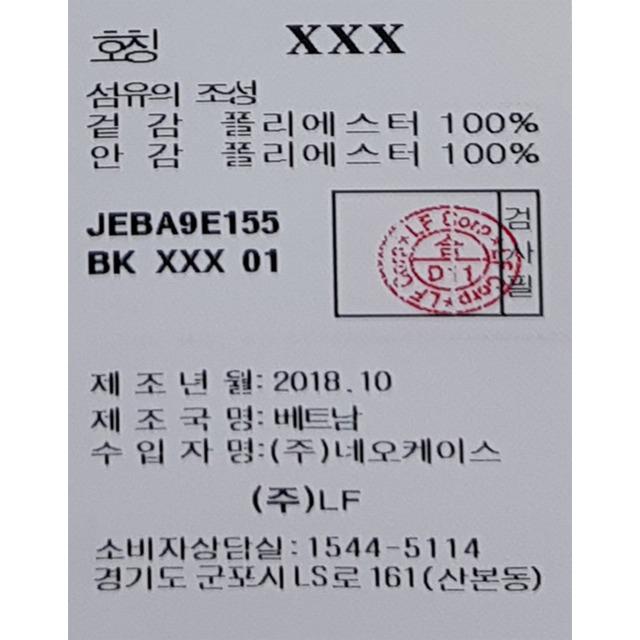 호칭 XXX
섬유의 조성
겉 감 폴리에스터 100%
안 감 폴리에스터 100%
JEBA9E155
BK XXX 01
검사필
LF Corp
제 조 년 월: 2018.10
제 조 국 명: 베트남
수 입 자 명:(주)네오케이스
(주)LF
소비자상담실:1544-5114
경기도 군포시 LS로 161(산본동)